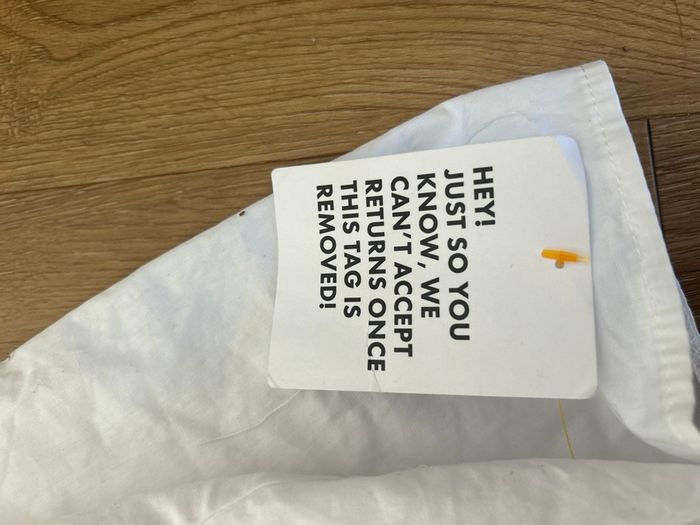 HEY!
JUST SO YOU
KNOW, WE
CAN'T ACCEPT
RETURNS ONCE
THIS TAG IS
REMOVED!